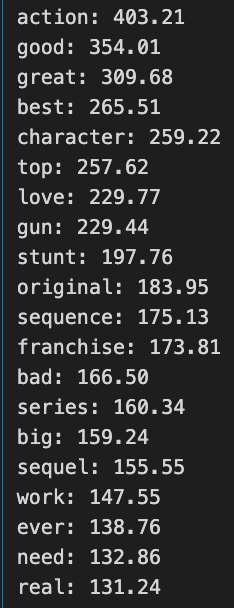 action: 403.21
good: 354.01
great: 309.68
best: 265.51
character: 259.22
top: 257.62
love: 229.77
gun: 229.44
stunt: 197.76
original: 183.95
sequence: 175.13
franchise: 173.81
bad: 166.50
series: 160.34
big: 159.24
sequel: 155.55
work: 147.55
ever: 138.76
need: 132.86
real: 131.24